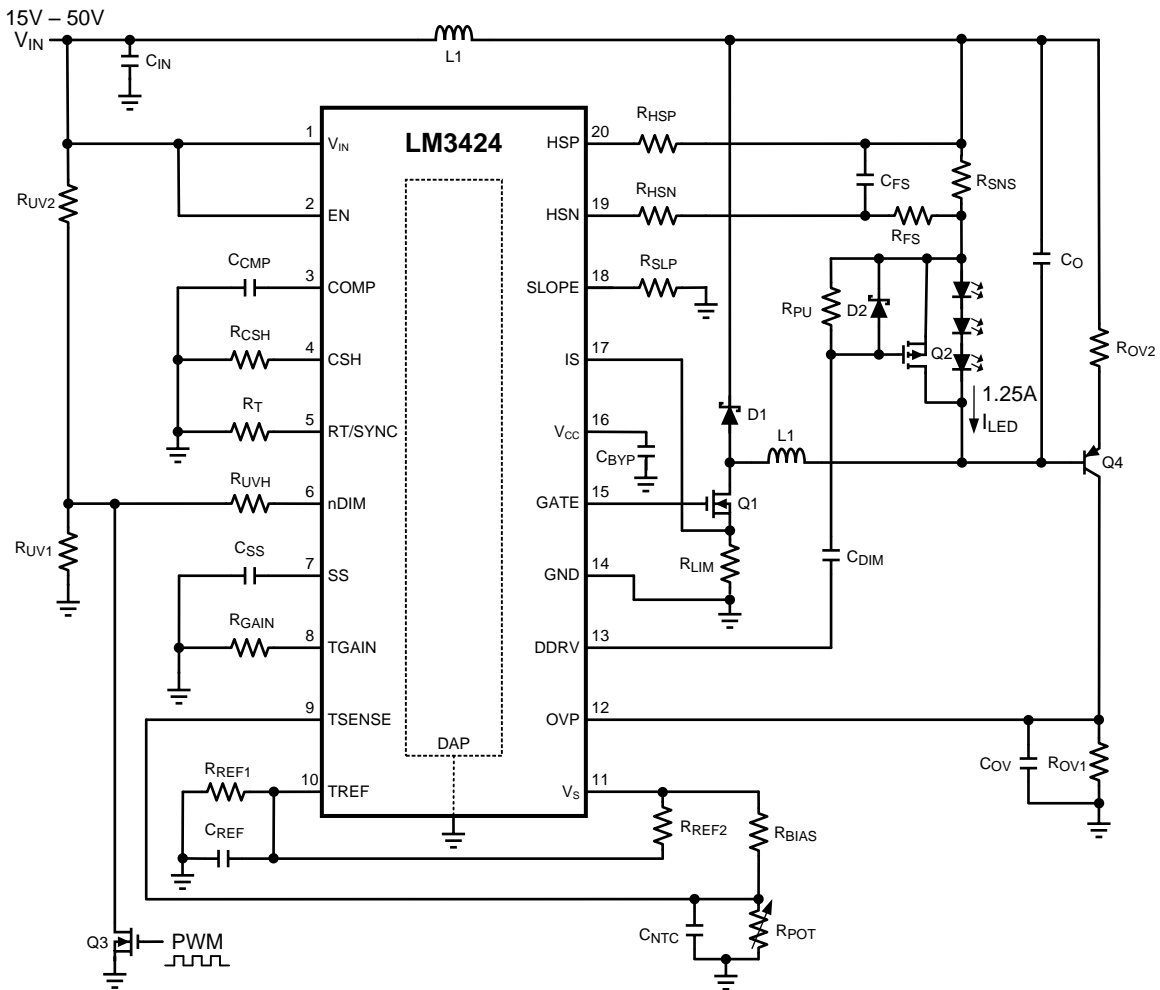 15V – 50V
VIN
CIN
L1
LM3424
1
VIN
2
EN
3
COMP
4
CSH
5
RT/SYNC
6
nDIM
7
SS
8
TGAIN
9
TSENSE
10
TREF
DAP
20
HSP
19
HSN
18
SLOPE
17
IS
16
VCC
15
GATE
14
GND
13
DDRV
12
OVP
11
VS
RUV2
CCMP
RCSH
RT
RUVH
RUV1
CSS
RGAIN
RREF1
CREF
Q3
PWM
RHSP
RHSN
RSLP
CFS
RFS
RSNS
RPU
D2
Q2
CO
ROV2
1.25A
ILED
D1
L1
CBYP
Q1
RLIM
CDIM
Q4
COV
ROV1
RREF2
RBIAS
CNTC
RPOT